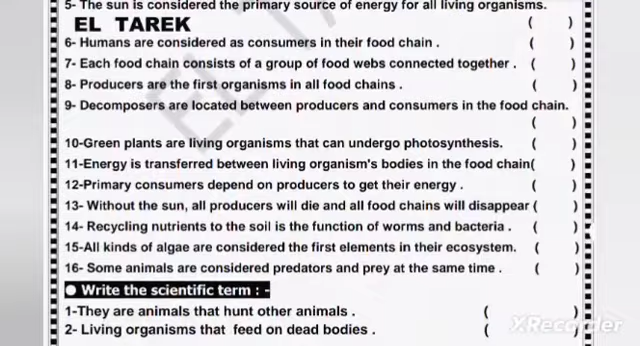 5- The sun is considered the primary source of energy for all living organisms.
EL TAREK ( )
6- Humans are considered as consumers in their food chain . ( )
7- Each food chain consists of a group of food webs connected together . ( )
8- Producers are the first organisms in all food chains . ( )
9- Decomposers are located between producers and consumers in the food chain.
( )
10-Green plants are living organisms that can undergo photosynthesis. ( )
11-Energy is transferred between living organism's bodies in the food chain( )
12-Primary consumers depend on producers to get their energy . ( )
13- Without the sun, all producers will die and all food chains will disappear ( )
14- Recycling nutrients to the soil is the function of worms and bacteria . ( )
15-All kinds of algae are considered the first elements in their ecosystem. ( )
16- Some animals are considered predators and prey at the same time . ( )
● Write the scientific term : -
1-They are animals that hunt other animals . ( )
2- Living organisms that feed on dead bodies . ( )
XRecorder